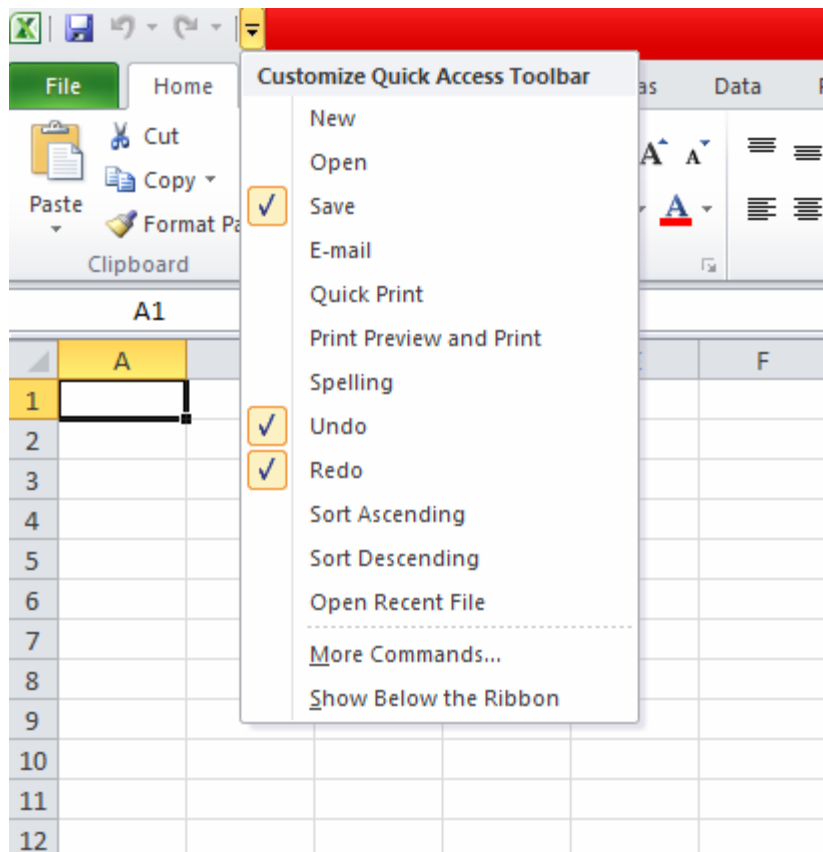 File Home as Data
Customize Quick Access Toolbar
New
Open
Save
E-mail
Quick Print
Print Preview and Print
Spelling
Undo
Redo
Sort Ascending
Sort Descending
Open Recent File
More Commands...
Show Below the Ribbon
Paste
Cut
Copy
Format Pa
Clipboard
A A
A
A1
A F
1
2
3
4
5
6
7
8
9
10
11
12